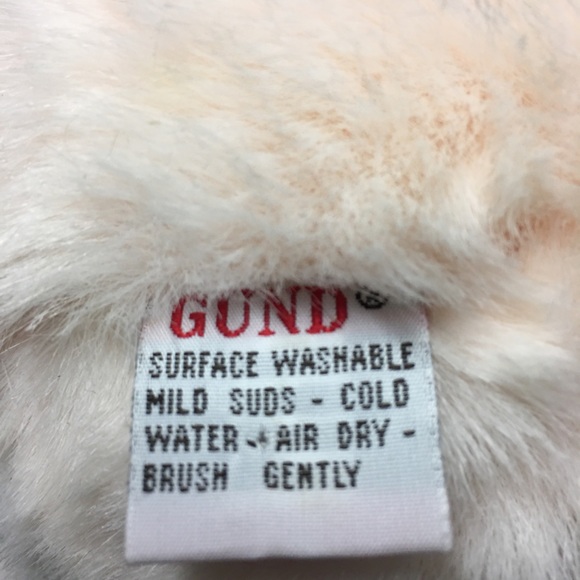 GUND®
SURFACE WASHABLE
MILD SUDS - COLD
WATER - AIR DRY -
BRUSH GENTLY